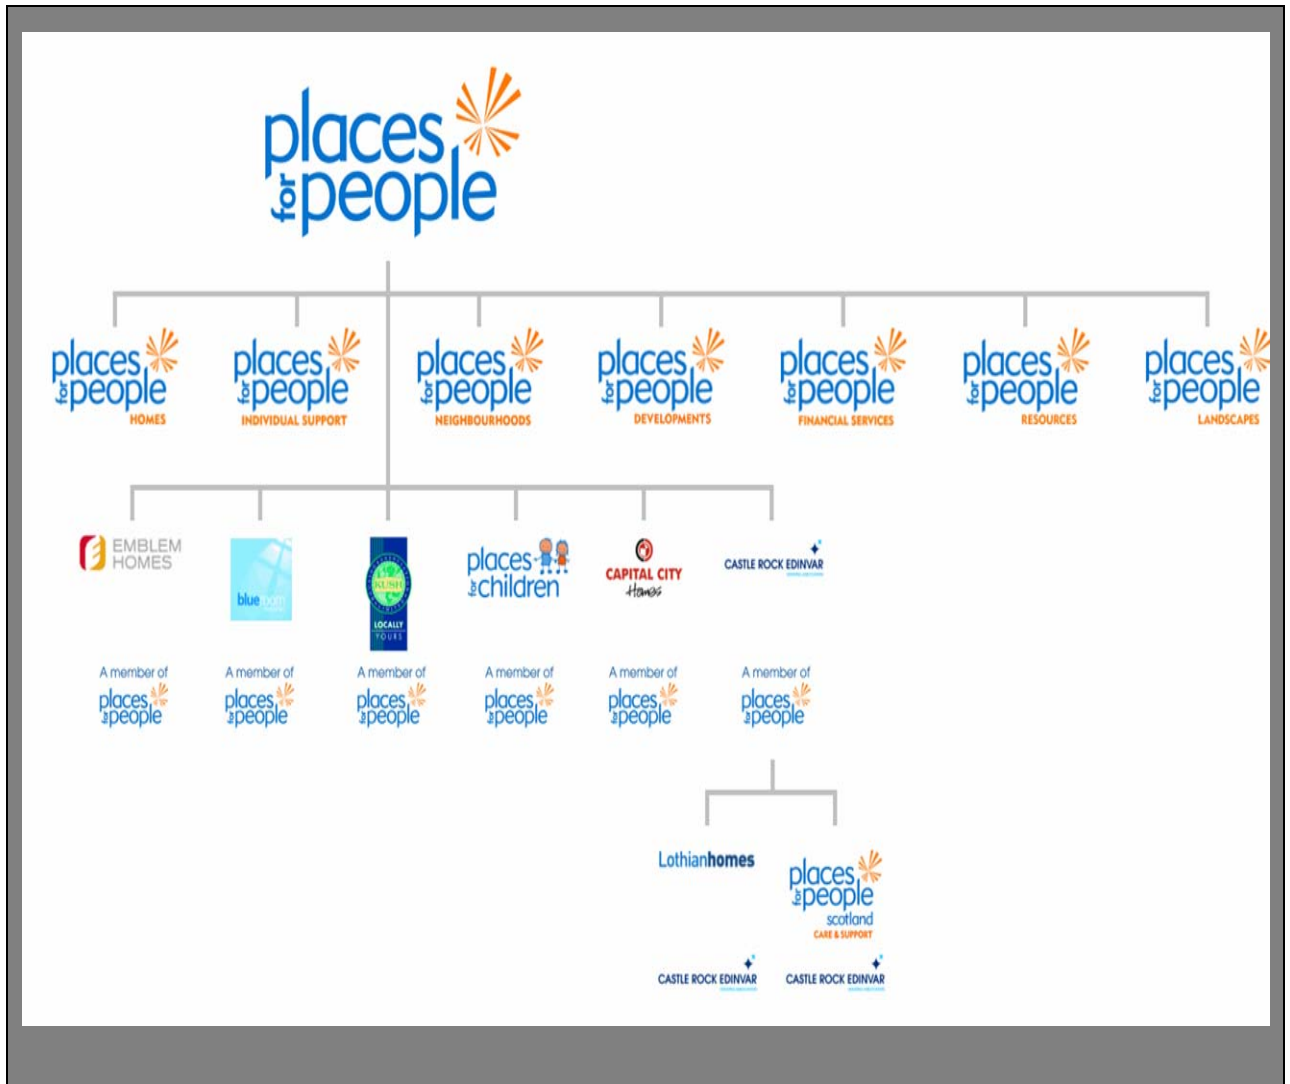 places
for people
places
for people
HOMES
places
for people
INDIVIDUAL SUPPORT
places
for people
NEIGHBOURHOODS
places
for people
DEVELOPMENTS
places
for people
FINANCIAL SERVICES
places
for people
RESOURCES
places
for people
LANDSCAPES
EMBLEM
HOMES
blueroom
KUSH
LOCALLY
YOURS
places
for children
CAPITAL CITY
Homes
CASTLE ROCK EDINVAR
A member of
places
for people
A member of
places
for people
A member of
places
for people
A member of
places
for people
A member of
places
for people
A member of
places
for people
Lothianhomes
places
for people
scotland
CARE & SUPPORT
CASTLE ROCK EDINVAR
CASTLE ROCK EDINVAR